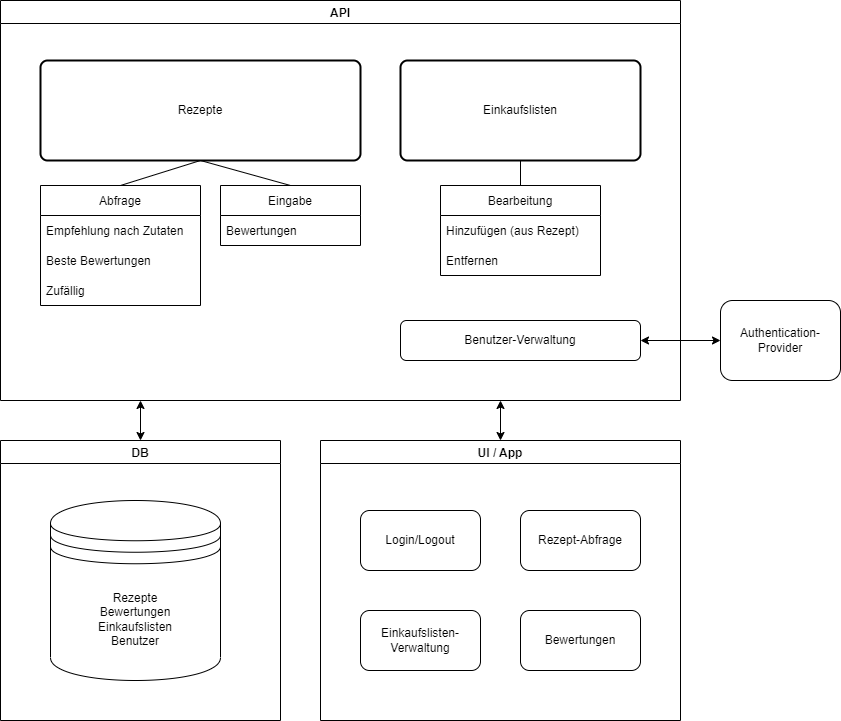 API
Rezepte
Einkaufslisten
Abfrage
Empfehlung nach Zutaten
Beste Bewertungen
Zufällig
Eingabe
Bewertungen
Bearbeitung
Hinzufügen (aus Rezept)
Entfernen
Benutzer-Verwaltung
Authentication-
Provider
DB
Rezepte
Bewertungen
Einkaufslisten
Benutzer
UI / App
Login/Logout
Rezept-Abfrage
Einkaufslisten-
Verwaltung
Bewertungen